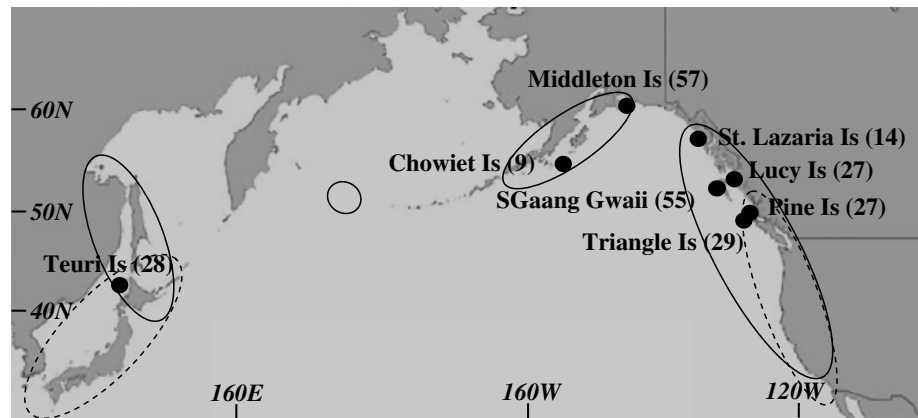 Middleton Is (57)
60N
St. Lazaria Is (14)
Chowiet Is (9)
Lucy Is (27)
SGaang Gwaii (55)
50N
Pine Is (27)
Triangle Is (29)
Teuri Is (28)
40N
160E
160W
120W